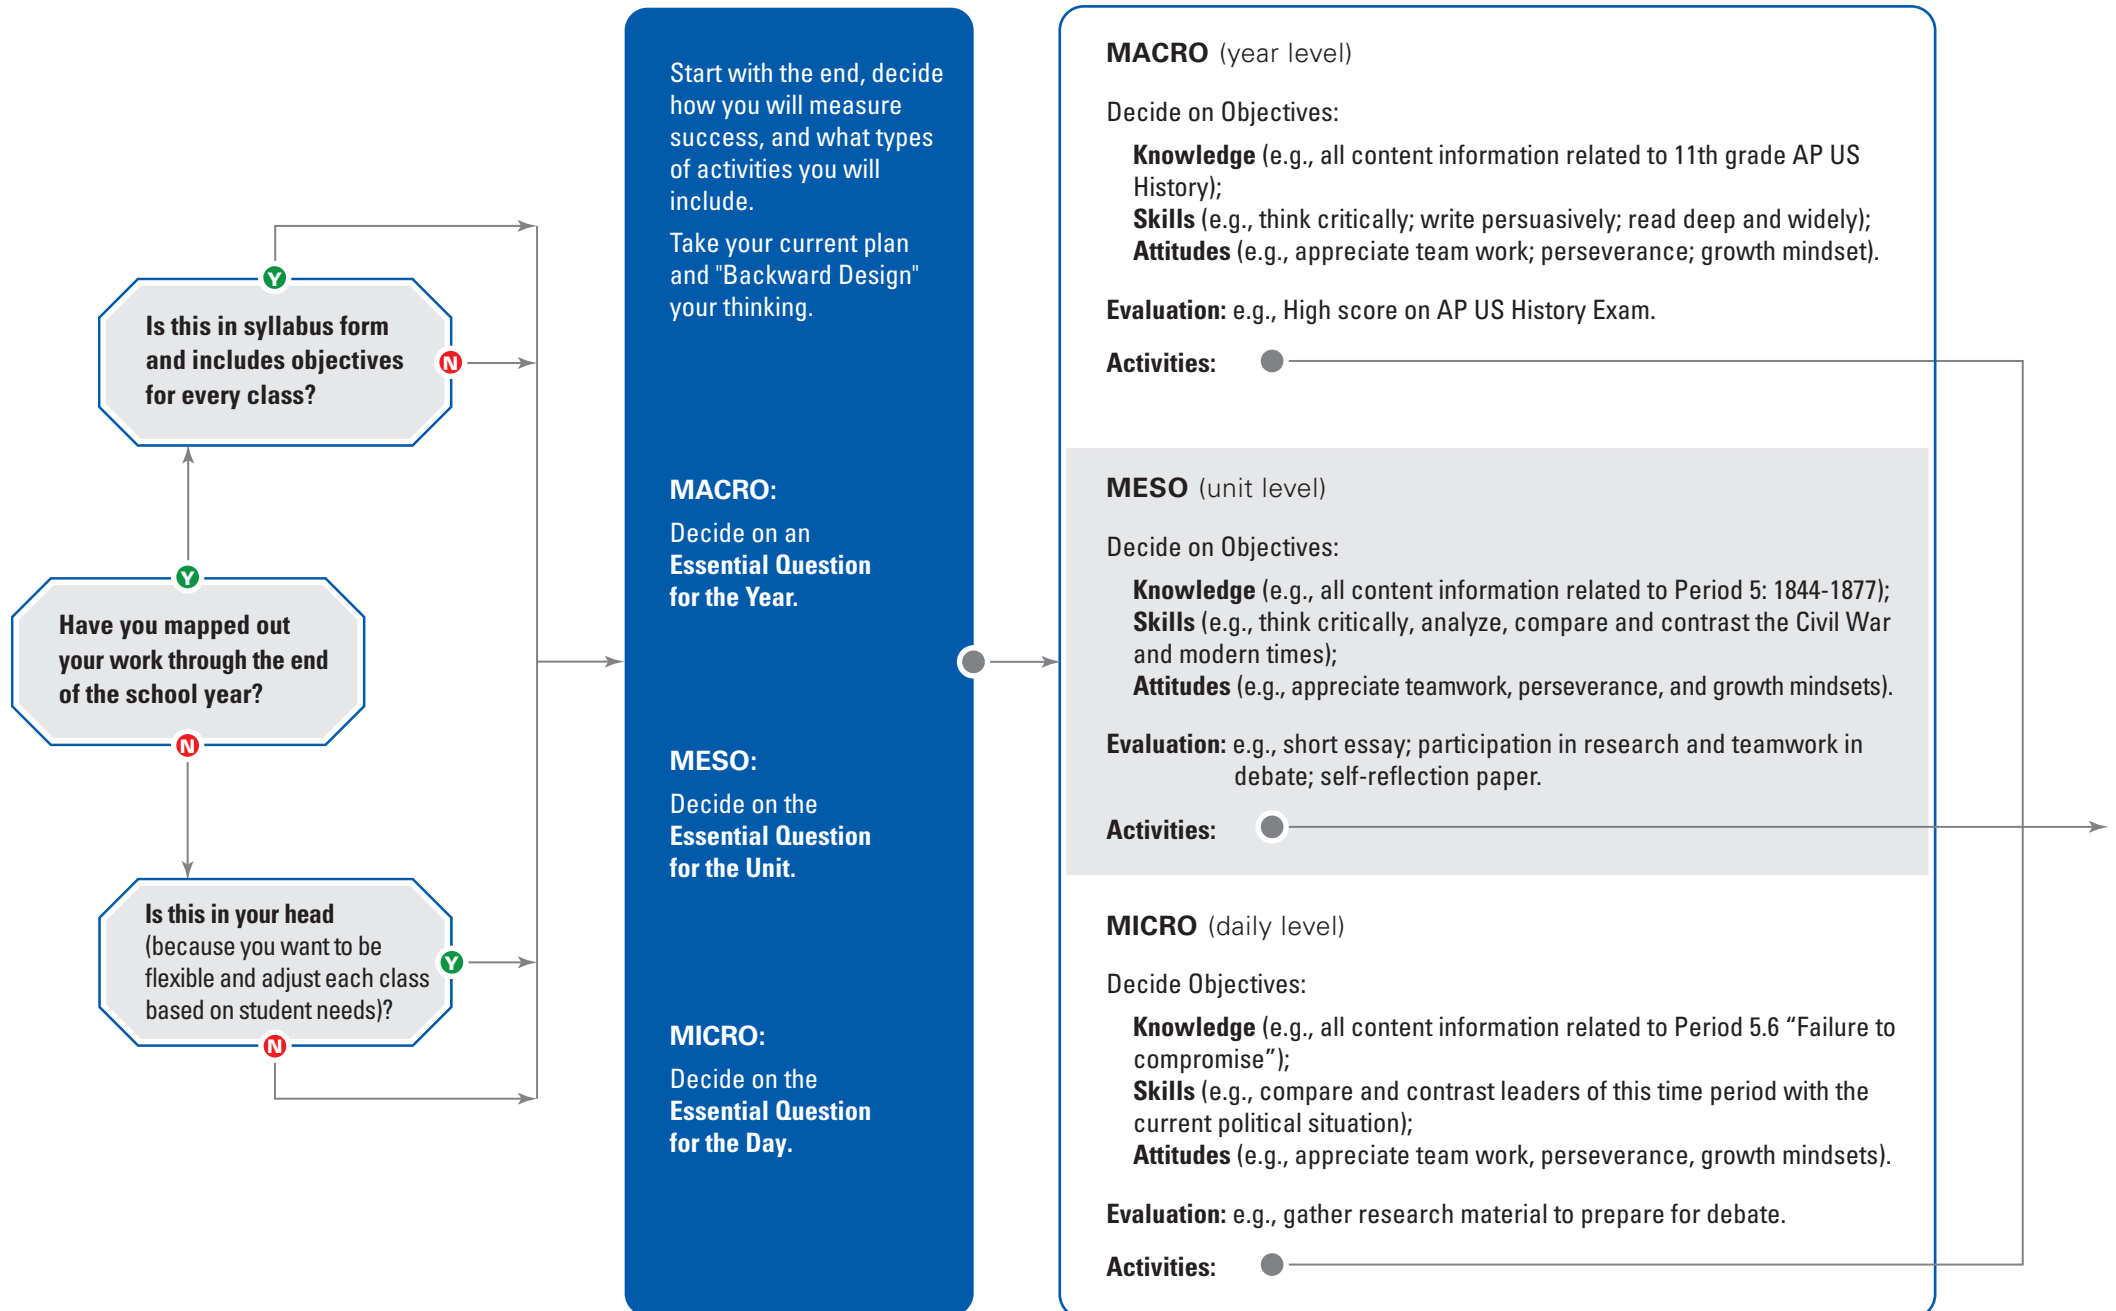 Y
Is this in syllabus form
and includes objectives
for every class?
N
Y
Have you mapped out
your work through the end
of the school year?
N
Is this in your head
(because you want to be
flexible and adjust each class
based on student needs)?
Y
N
Start with the end, decide
how you will measure
success, and what types
of activities you will
include.
Take your current plan
and "Backward Design"
your thinking.
MACRO:
Decide on an
Essential Question
for the Year.
MESO:
Decide on the
Essential Question
for the Unit.
MICRO:
Decide on the
Essential Question
for the Day.
MACRO (year level)
Decide on Objectives:
Knowledge (e.g., all content information related to 11th grade AP US
History);
Skills (e.g., think critically; write persuasively; read deep and widely);
Attitudes (e.g., appreciate team work; perseverance; growth mindset).
Evaluation: e.g., High score on AP US History Exam.
Activities:
MESO (unit level)
Decide on Objectives:
Knowledge (e.g., all content information related to Period 5: 1844-1877);
Skills (e.g., think critically, analyze, compare and contrast the Civil War
and modern times);
Attitudes (e.g., appreciate teamwork, perseverance, and growth mindsets).
Evaluation: e.g., short essay; participation in research and teamwork in
debate; self-reflection paper.
Activities:
MICRO (daily level)
Decide Objectives:
Knowledge (e.g., all content information related to Period 5.6 “Failure to
compromise”);
Skills (e.g., compare and contrast leaders of this time period with the
current political situation);
Attitudes (e.g., appreciate team work, perseverance, growth mindsets).
Evaluation: e.g., gather research material to prepare for debate.
Activities: